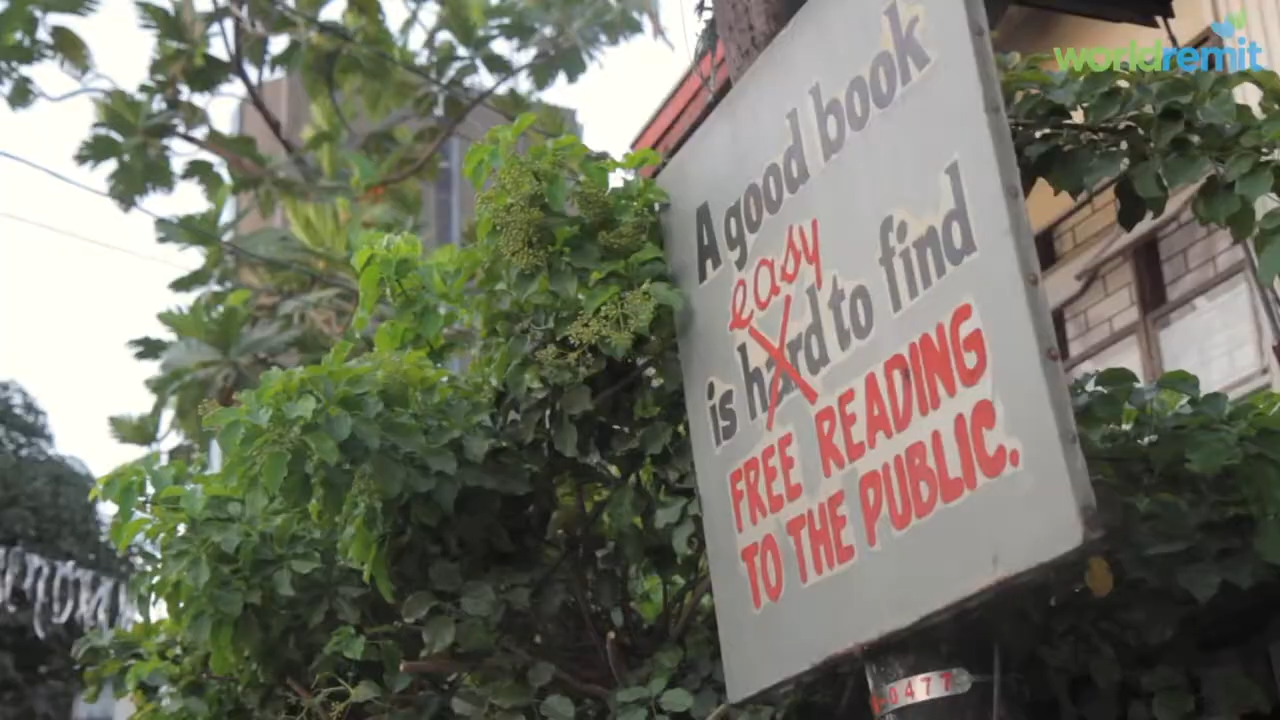 worldremit
A good book
easy
is hard to find
FREE READING
TO THE PUBLIC.
0477